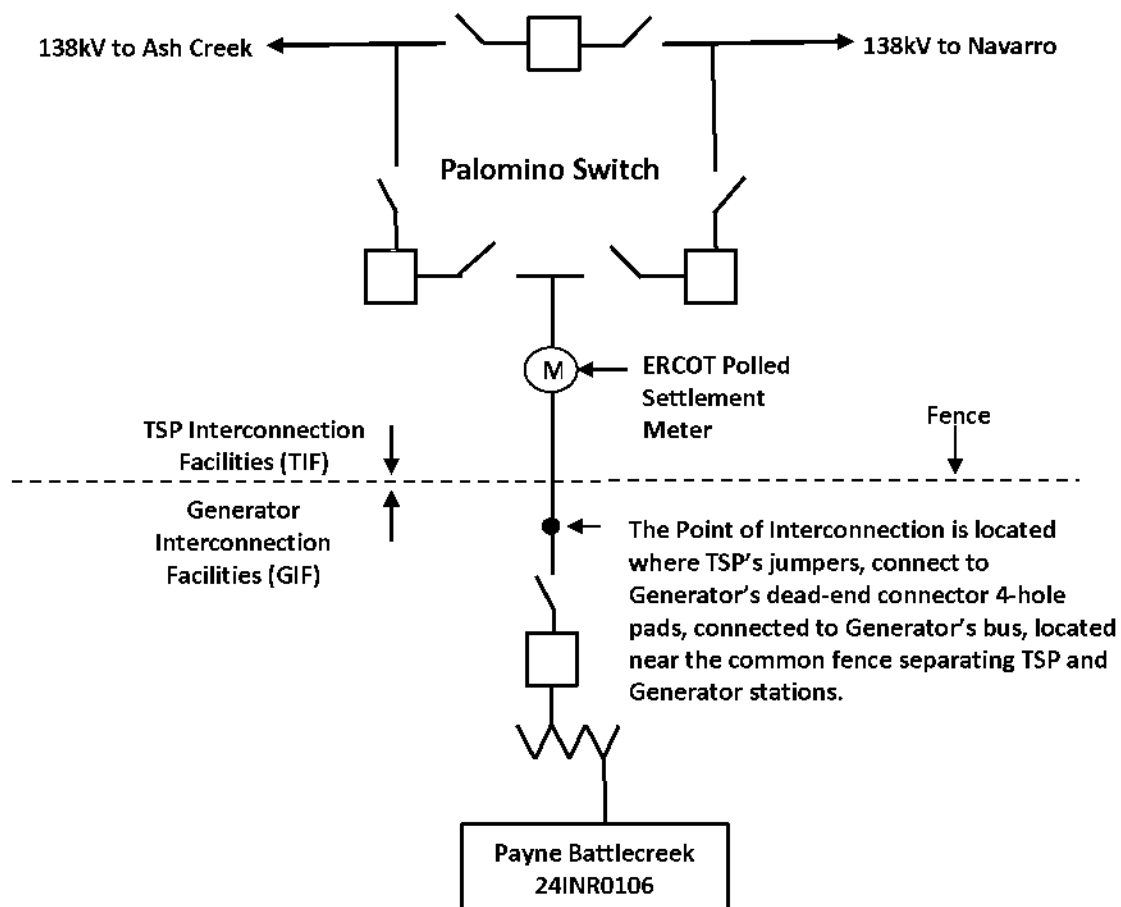 138kV to Ash Creek
138kV to Navarro
Palomino Switch
M
ERCOT Polled
Settlement
Meter
TSP Interconnection
Facilities (TIF)
Fence
Generator
Interconnection
Facilities (GIF)
The Point of Interconnection is located
where TSP's jumpers, connect to
Generator's dead-end connector 4-hole
pads, connected to Generator's bus, located
near the common fence separating TSP and
Generator stations.
Payne Battlecreek
24INR0106